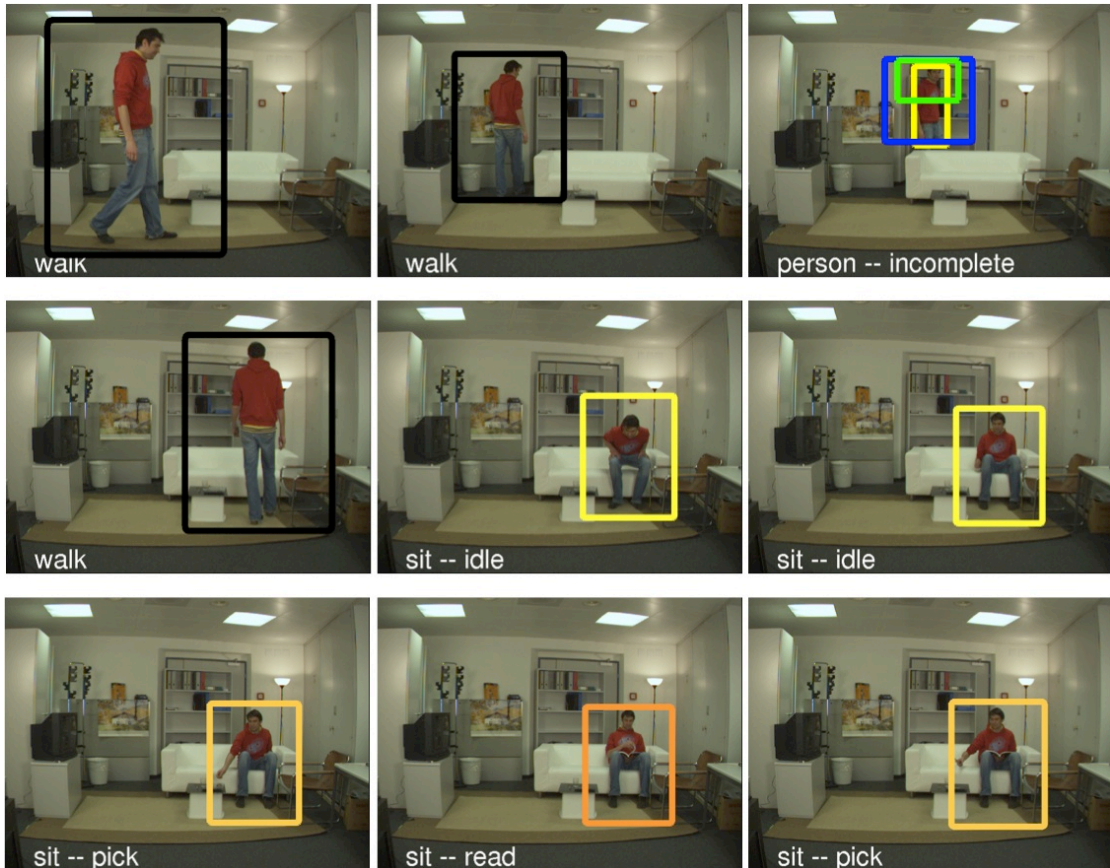 walk
walk
person -- incomplete
walk
sit -- idle
sit -- idle
sit -- pick
sit -- read
sit -- pick